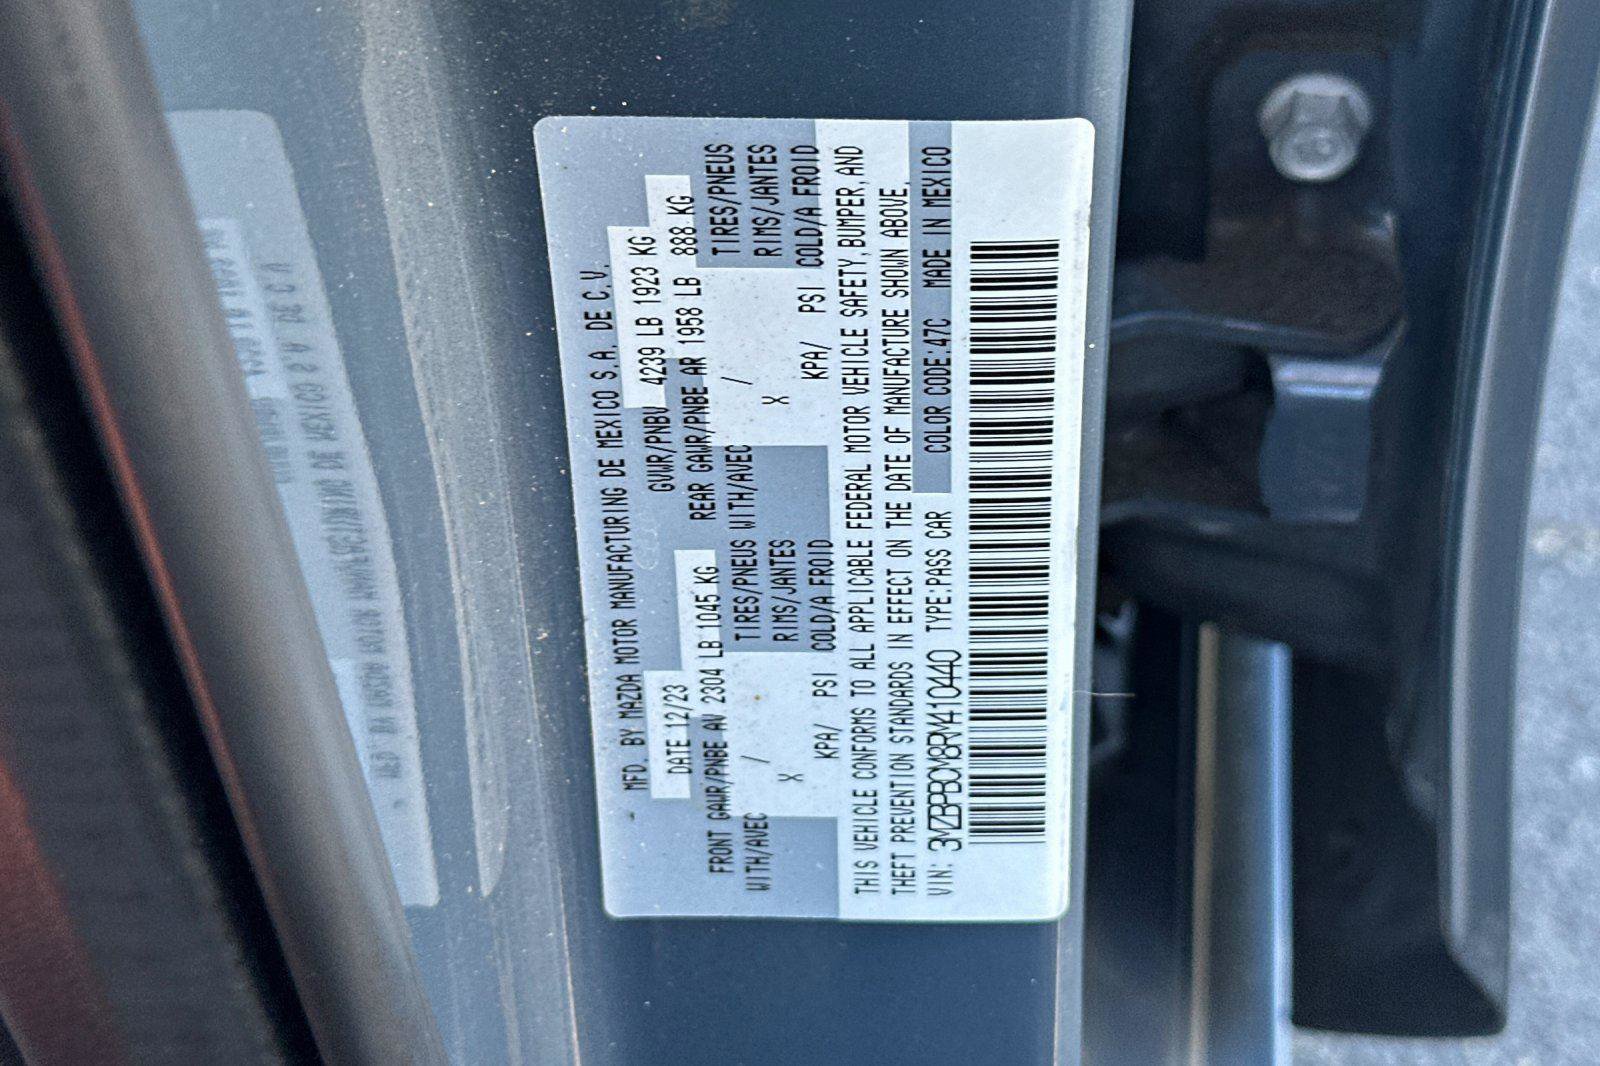 MFD. BY MAZDA MOTOR MANUFACTURING DE MEXICO S.A. DE C.V.
DATE 12/23 GVWR/PNBV 4239 LB 1923 KG
FRONT GAWR/PNBE AV 2304 LB 1045 KG REAR GAWR/PNBE AR 1958 LB 888 KG
WITH/AVEC / TIRES/PNEUS WITH/AVEC / TIRES/PNEUS
X RIMS/JANTES X RIMS/JANTES
KPA/ PSI COLD/A FROID KPA/ PSI COLD/A FROID
THIS VEHICLE CONFORMS TO ALL APPLICABLE FEDERAL MOTOR VEHICLE SAFETY, BUMPER, AND
THEFT PREVENTION STANDARDS IN EFFECT ON THE DATE OF MANUFACTURE SHOWN ABOVE.
VIN: 3MZBPBCM8RM410440 TYPE:PASS CAR COLOR CODE:47C MADE IN MEXICO